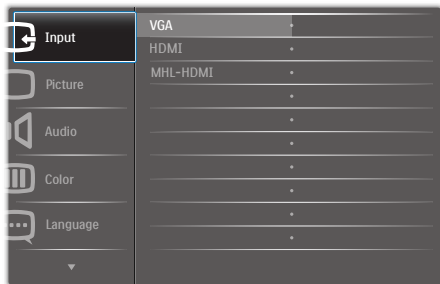 Input
Picture
Audio
Color
Language
VGA
HDMI
MHL-HDMI